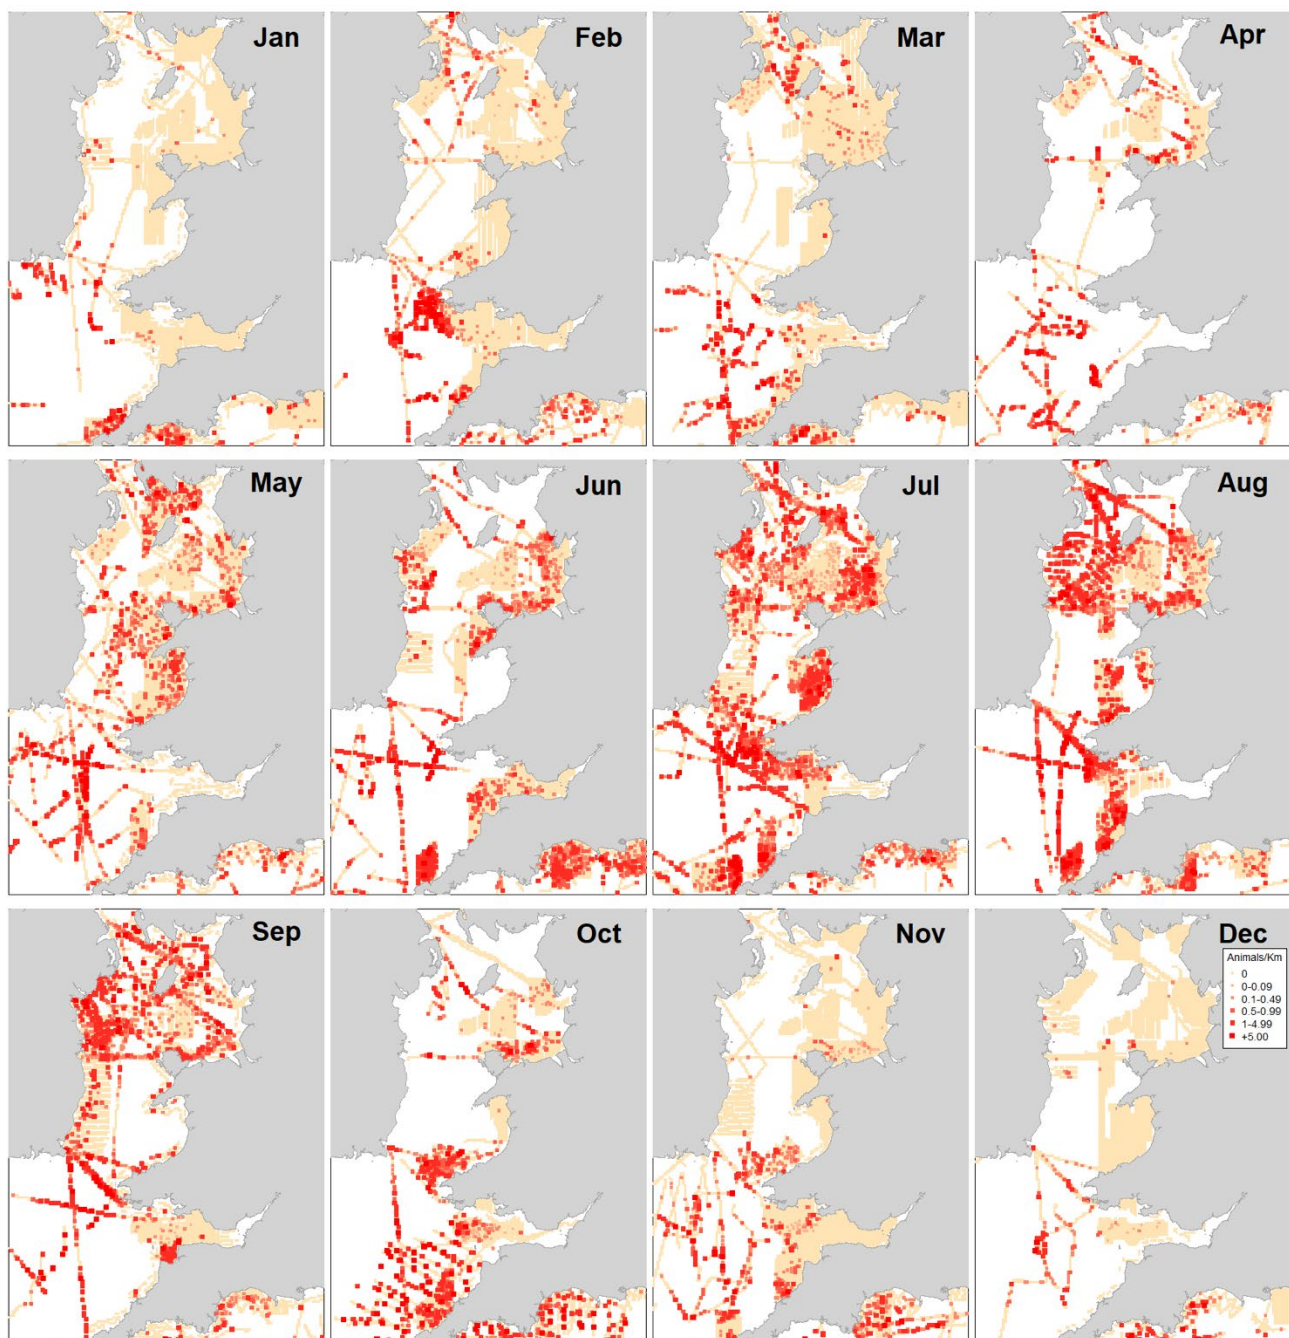 Jan
Feb
Mar
Apr
May
Jun
Jul
Aug
Sep
Oct
Nov
Dec
Animals/Km
0
0-0.09
0.1-0.49
0.5-0.99
1-4.99
+5.00